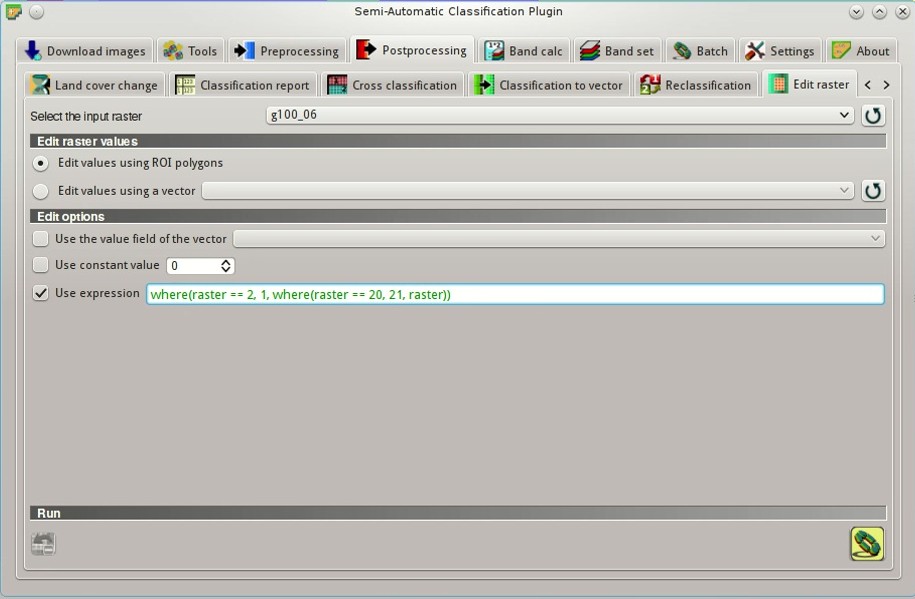 Semi-Automatic Classification Plugin
Download images Tools Preprocessing Postprocessing Band calc Band set Batch Settings About
Land cover change Classification report Cross classification Classification to vector Reclassification Edit raster
Select the input raster g100_06
Edit raster values
Edit values using ROI polygons
Edit values using a vector
Edit options
Use the value field of the vector
Use constant value 0
Use expression where(raster == 2, 1, where(raster == 20, 21, raster))
Run